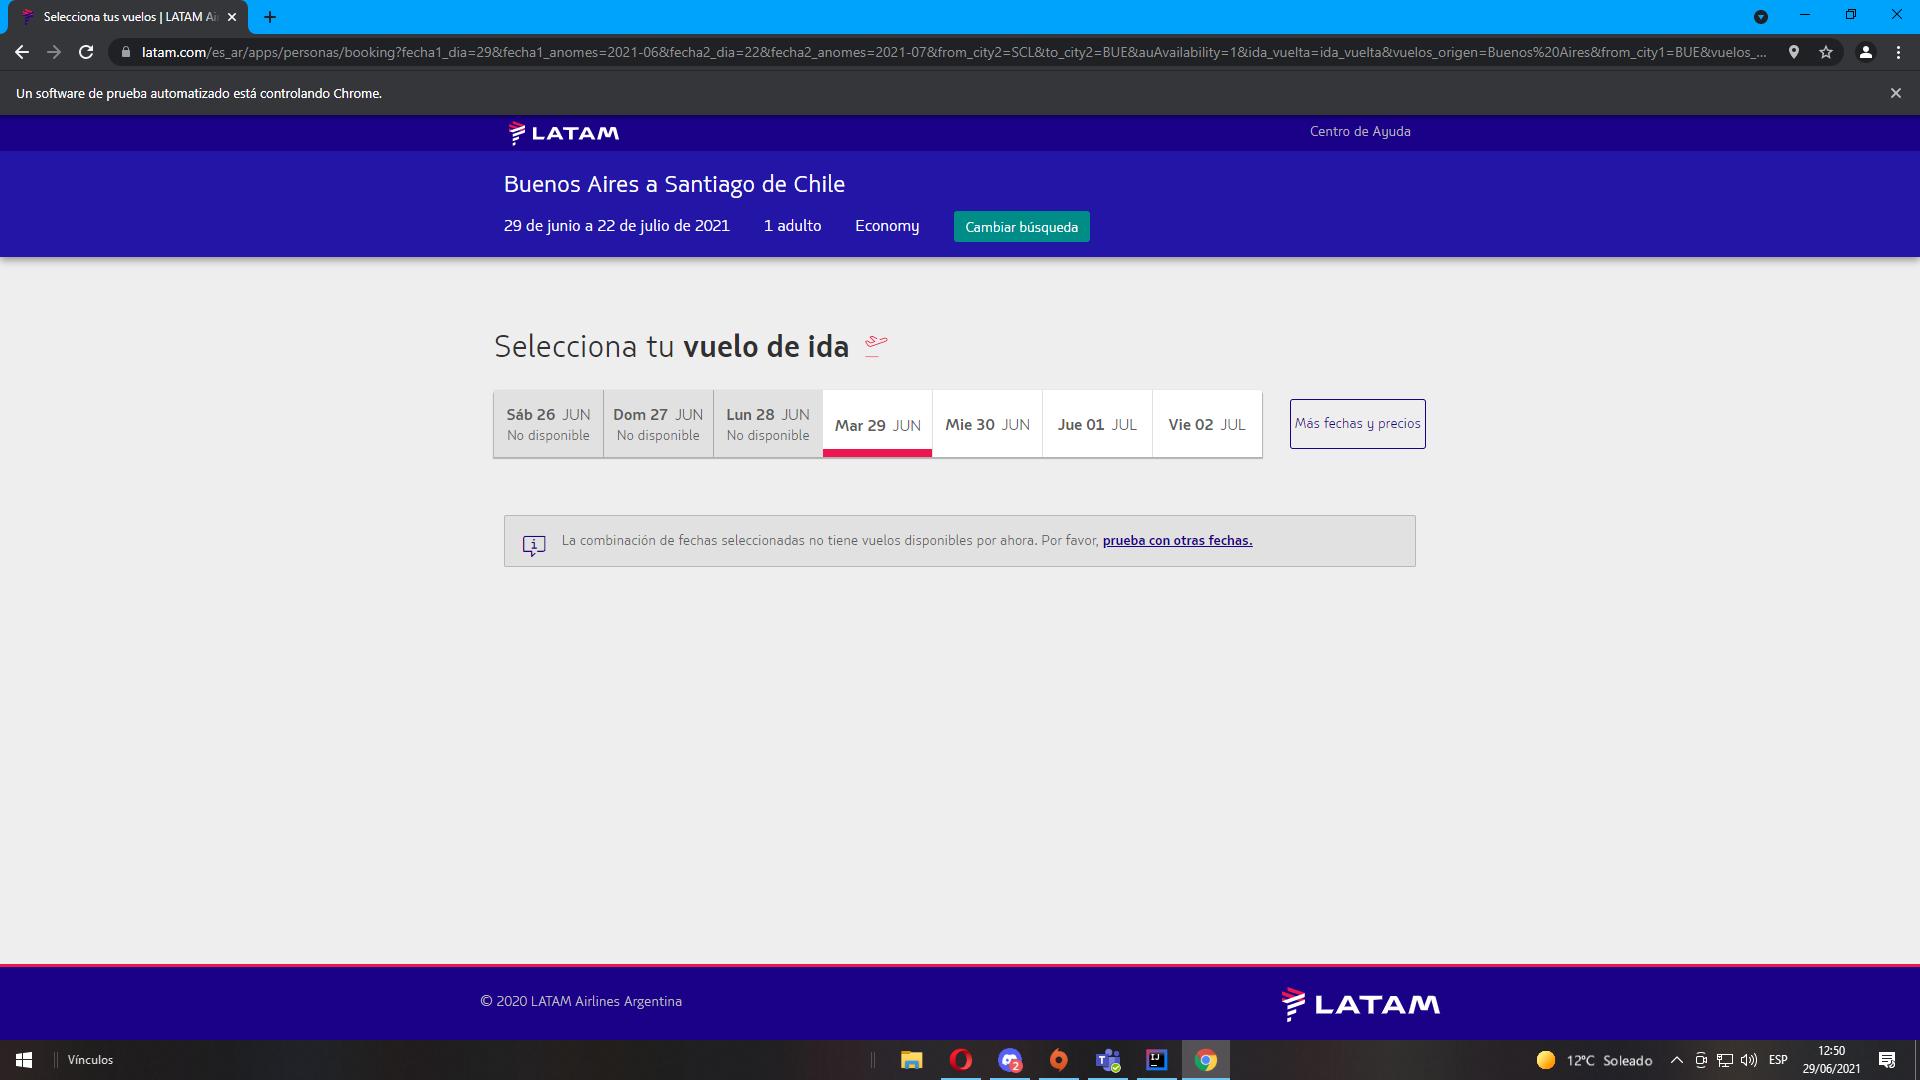 Selecciona tus vuelos | LATAM Ai
latam.com/es_ar/apps/personas/booking?fecha1_dia=29&fecha1_anomes=2021-06&fecha2_dia=22&fecha2_anomes=2021-07&from_city2=SCL&to_city2=BUE&auAvailability=1&ida_vuelta=ida_vuelta&vuelos_origen=Buenos%20Aires&from_city1=BUE&vuelos_...
Un software de prueba automatizado está controlando Chrome.
LATAM
Centro de Ayuda
Buenos Aires a Santiago de Chile
29 de junio a 22 de julio de 2021 1 adulto Economy Cambiar búsqueda
Selecciona tu vuelo de ida
Sáb 26 JUN Dom 27 JUN Lun 28 JUN Mar 29 JUN Mie 30 JUN Jue 01 JUL Vie 02 JUL Más fechas y precios
No disponible No disponible No disponible
La combinación de fechas seleccionadas no tiene vuelos disponibles por ahora. Por favor, prueba con otras fechas.
© 2020 LATAM Airlines Argentina
LATAM
Vínculos
2
T
IJ
12°C Soleado
ESP
12:50
29/06/2021